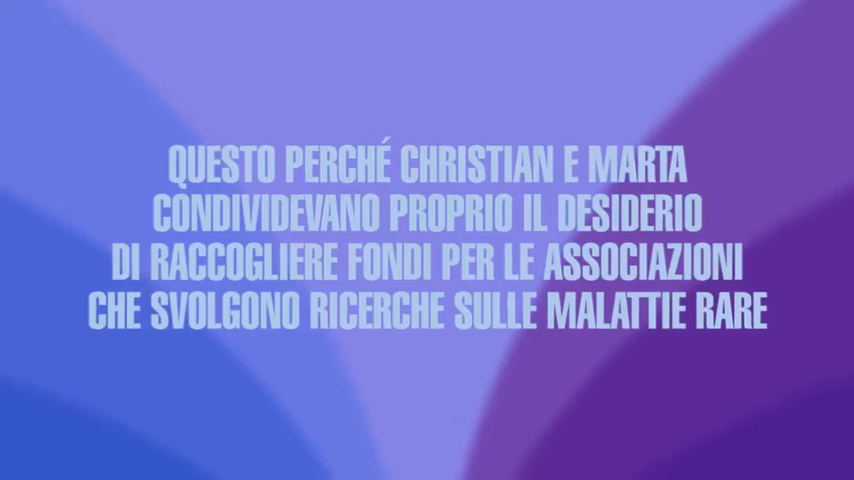 QUESTO PERCHÉ CHRISTIAN E MARTA
CONDIVIDEVANO PROPRIO IL DESIDERIO
DI RACCOGLIERE FONDI PER LE ASSOCIAZIONI
CHE SVOLGONO RICERCHE SULLE MALATTIE RARE